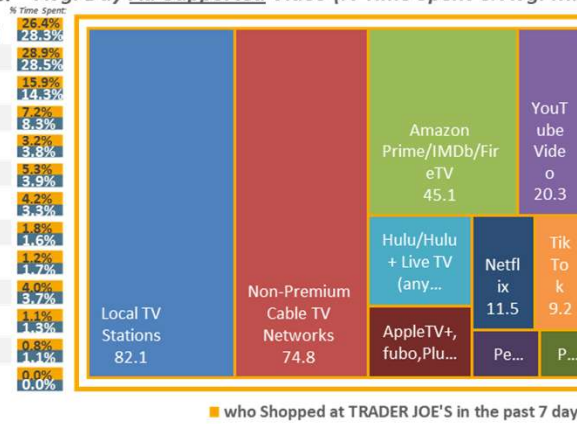 % Time Spent:
26.4%
28.3%
28.9%
28.5%
15.9%
14.3%
7.2%
8.3%
3.2%
3.8%
5.3%
3.9%
4.2%
3.3%
1.8%
1.6%
1.2%
1.7%
4.0%
3.7%
1.1%
1.3%
0.8%
1.1%
0.0%
0.0%
Local TV
Stations
82.1
Non-Premium
Cable TV
Networks
74.8
Amazon
Prime/IMDb/Fir
eTV
45.1
YouT
ube
Vide
o
20.3
Hulu/Hulu
+ Live TV
(any...
Netfl
ix
11.5
Tik
To
k
9.2
AppleTV+,
fubo,Plu...
Pe...
P...
who Shopped at TRADER JOE'S in the past 7 day